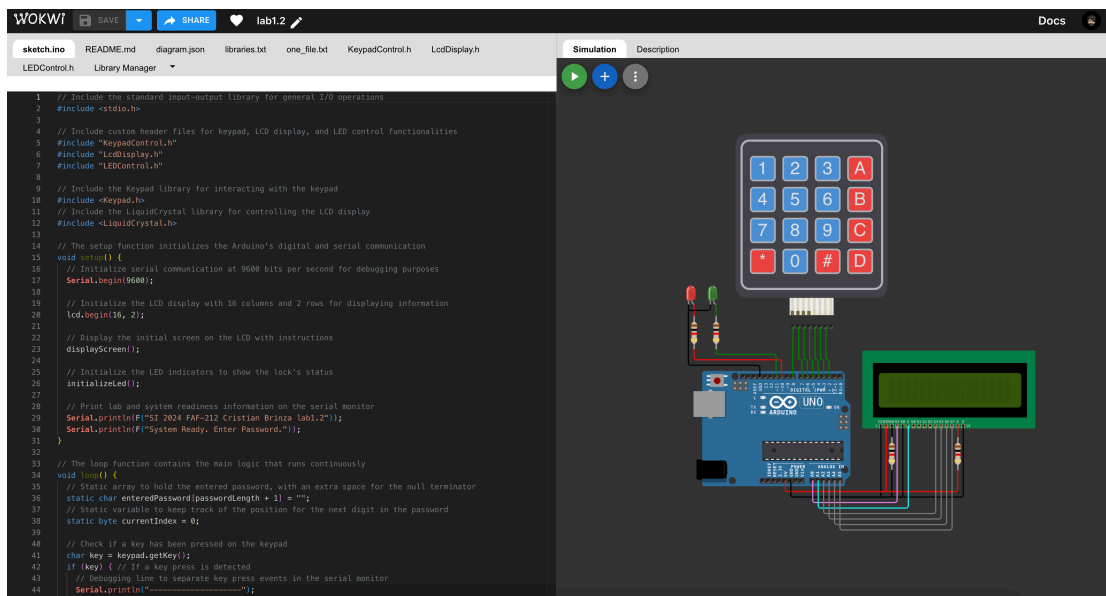 WOKWI SAVE SHARE lab1.2 Docs
sketch.ino README.md diagram.json libraries.txt one_file.txt KeypadControl.h LcdDisplay.h
LEDControl.h Library Manager
Simulation Description
1 // Include the standard input-output library for general I/O operations
2 #include <stdio.h>
3
4 // Include custom header files for keypad, LCD display, and LED control functionalities
5 #include "KeypadControl.h"
6 #include "LcdDisplay.h"
7 #include "LEDControl.h"
8
9 // Include the Keypad library for interacting with the keypad
10 #include <Keypad.h>
11 // Include the LiquidCrystal library for controlling the LCD display
12 #include <LiquidCrystal.h>
13
14 // The setup function initializes the Arduino's digital and serial communication
15 void setup() {
16 // Initialize serial communication at 9600 bits per second for debugging purposes
17 Serial.begin(9600);
18
19 // Initialize the LCD display with 16 columns and 2 rows for displaying information
20 lcd.begin(16, 2);
21
22 // Display the initial screen on the LCD with instructions
23 displayScreen();
24
25 // Initialize the LED indicators to show the lock's status
26 initializeLed();
27
28 // Print lab and system readiness information on the serial monitor
29 Serial.println(F("SI 2024 FAF-212 Cristian Brinza lab1.2"));
30 Serial.println(F("System Ready. Enter Password."));
31 }
32
33 // The loop function contains the main logic that runs continuously
34 void loop() {
35 // Static array to hold the entered password, with an extra space for the null terminator
36 static char enteredPassword[passwordLength + 1] = "";
37 // Static variable to keep track of the position for the next digit in the password
38 static byte currentIndex = 0;
39
40 // Check if a key has been pressed on the keypad
41 char key = keypad.getKey();
42 if (key) { // If a key press is detected
43 // Debugging line to separate key press events in the serial monitor
44 Serial.println("--------------------");
1 2 3 A
4 5 6 B
7 8 9 C
* 0 # D
DIGITAL (PWM ~)
UNO
L
TX
RX
ON
ARDUINO
POWER ANALOG IN